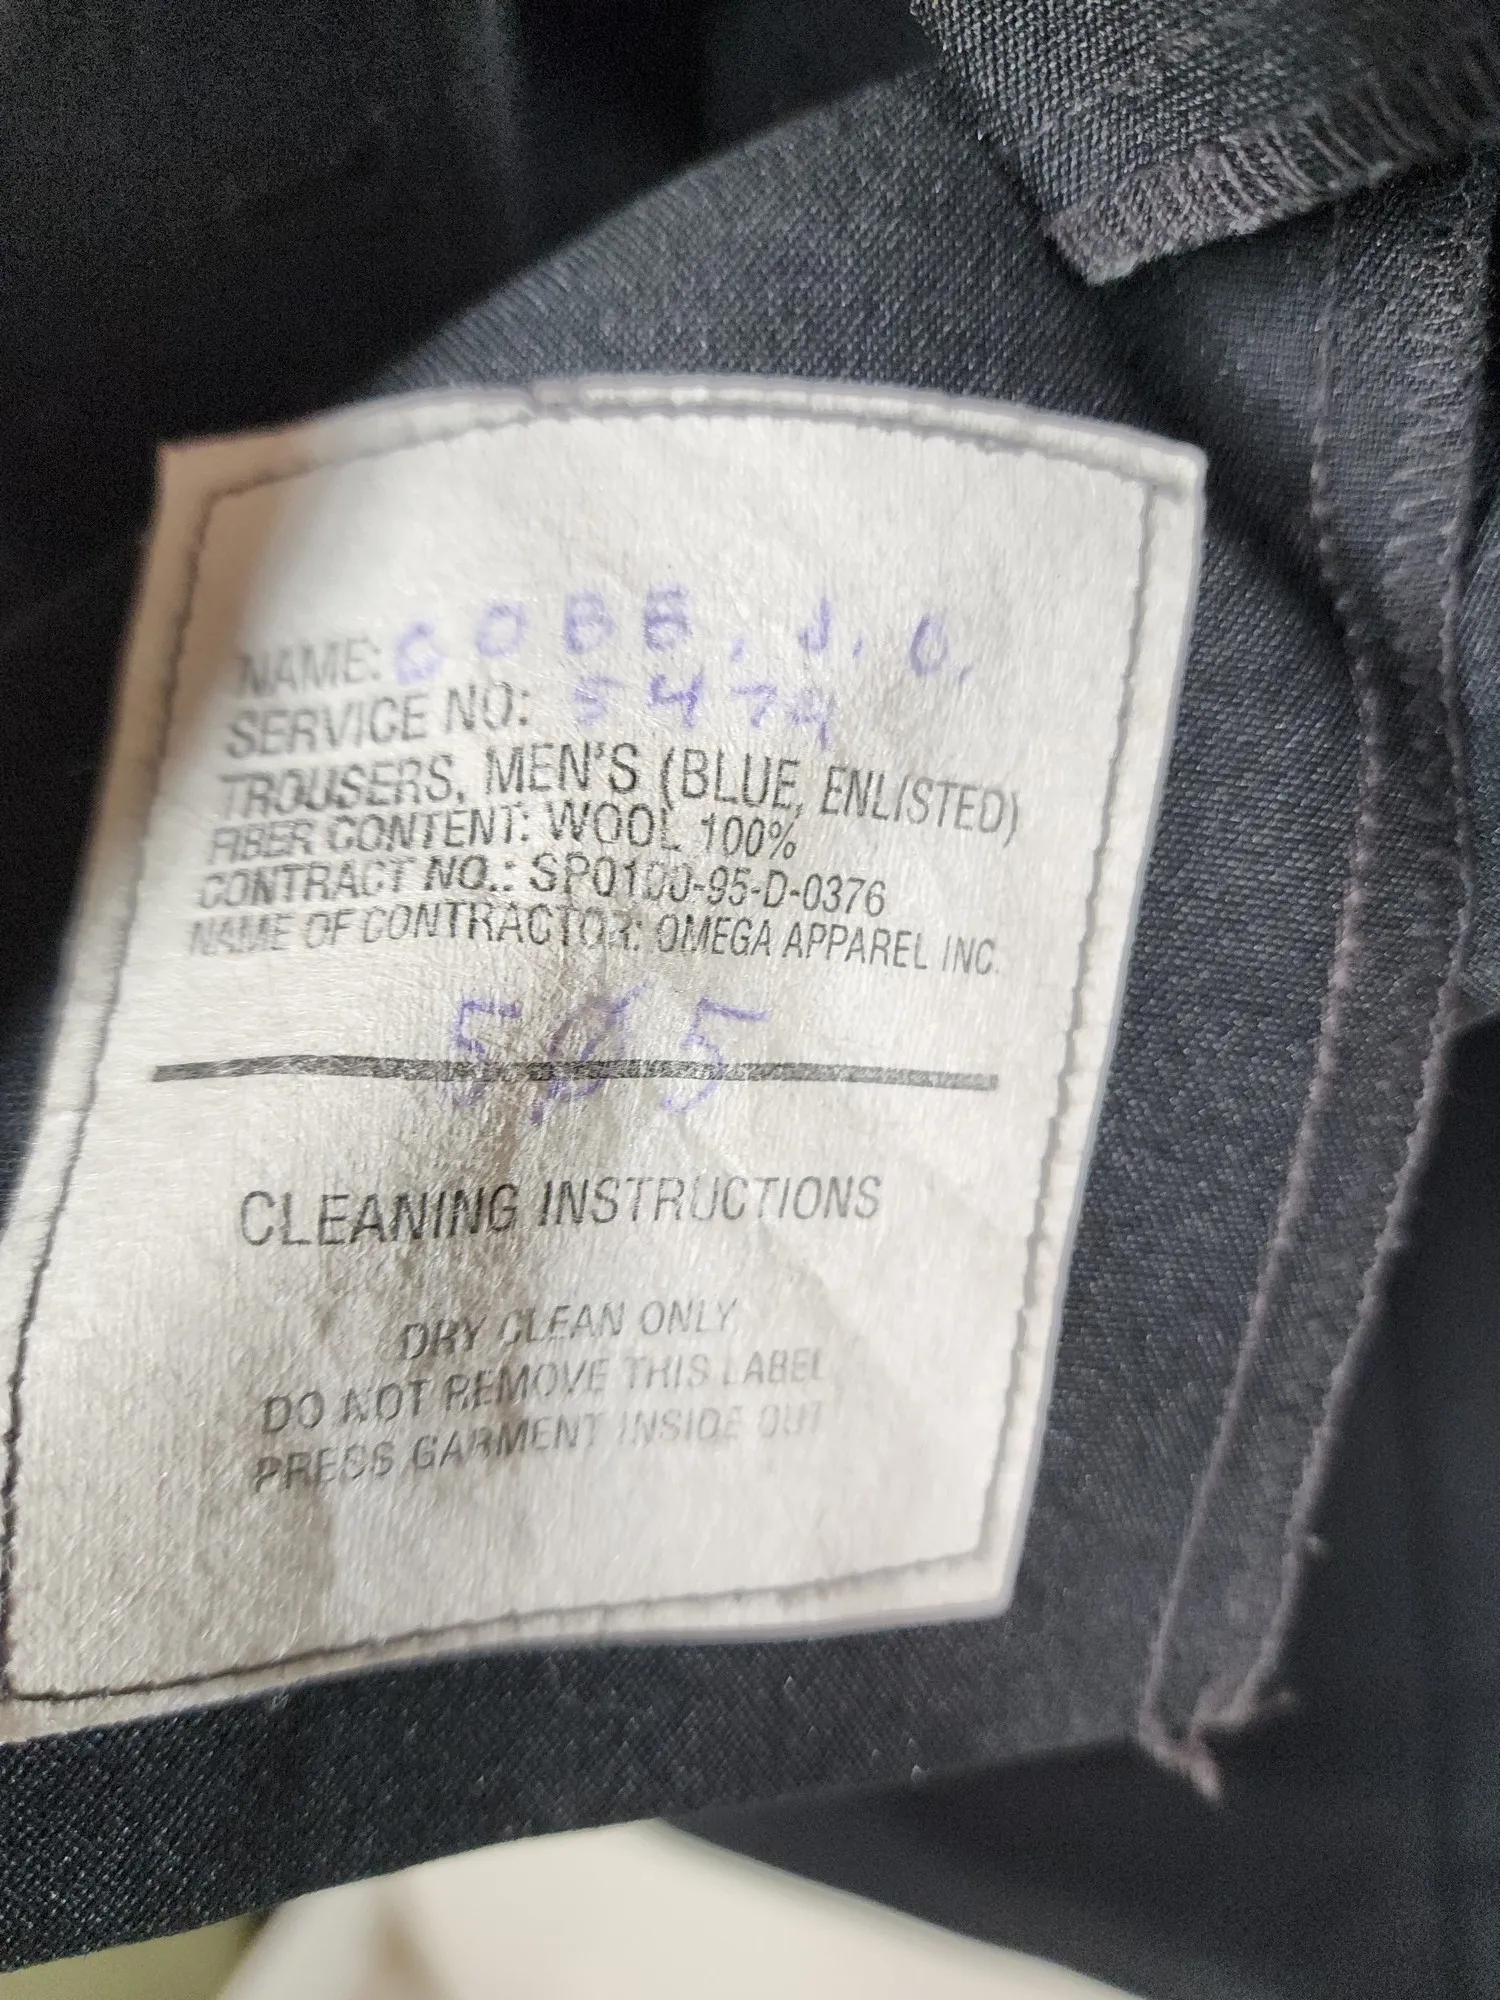 NAME: COBB, J. C.
SERVICE NO: 5474
TROUSERS, MEN'S (BLUE, ENLISTED)
FIBER CONTENT: WOOL 100%
CONTRACT NO.: SP0100-95-D-0376
NAME OF CONTRACTOR: OMEGA APPAREL INC.
5Ø5
CLEANING INSTRUCTIONS
DRY CLEAN ONLY
DO NOT REMOVE THIS LABEL
PRESS GARMENT INSIDE OUT